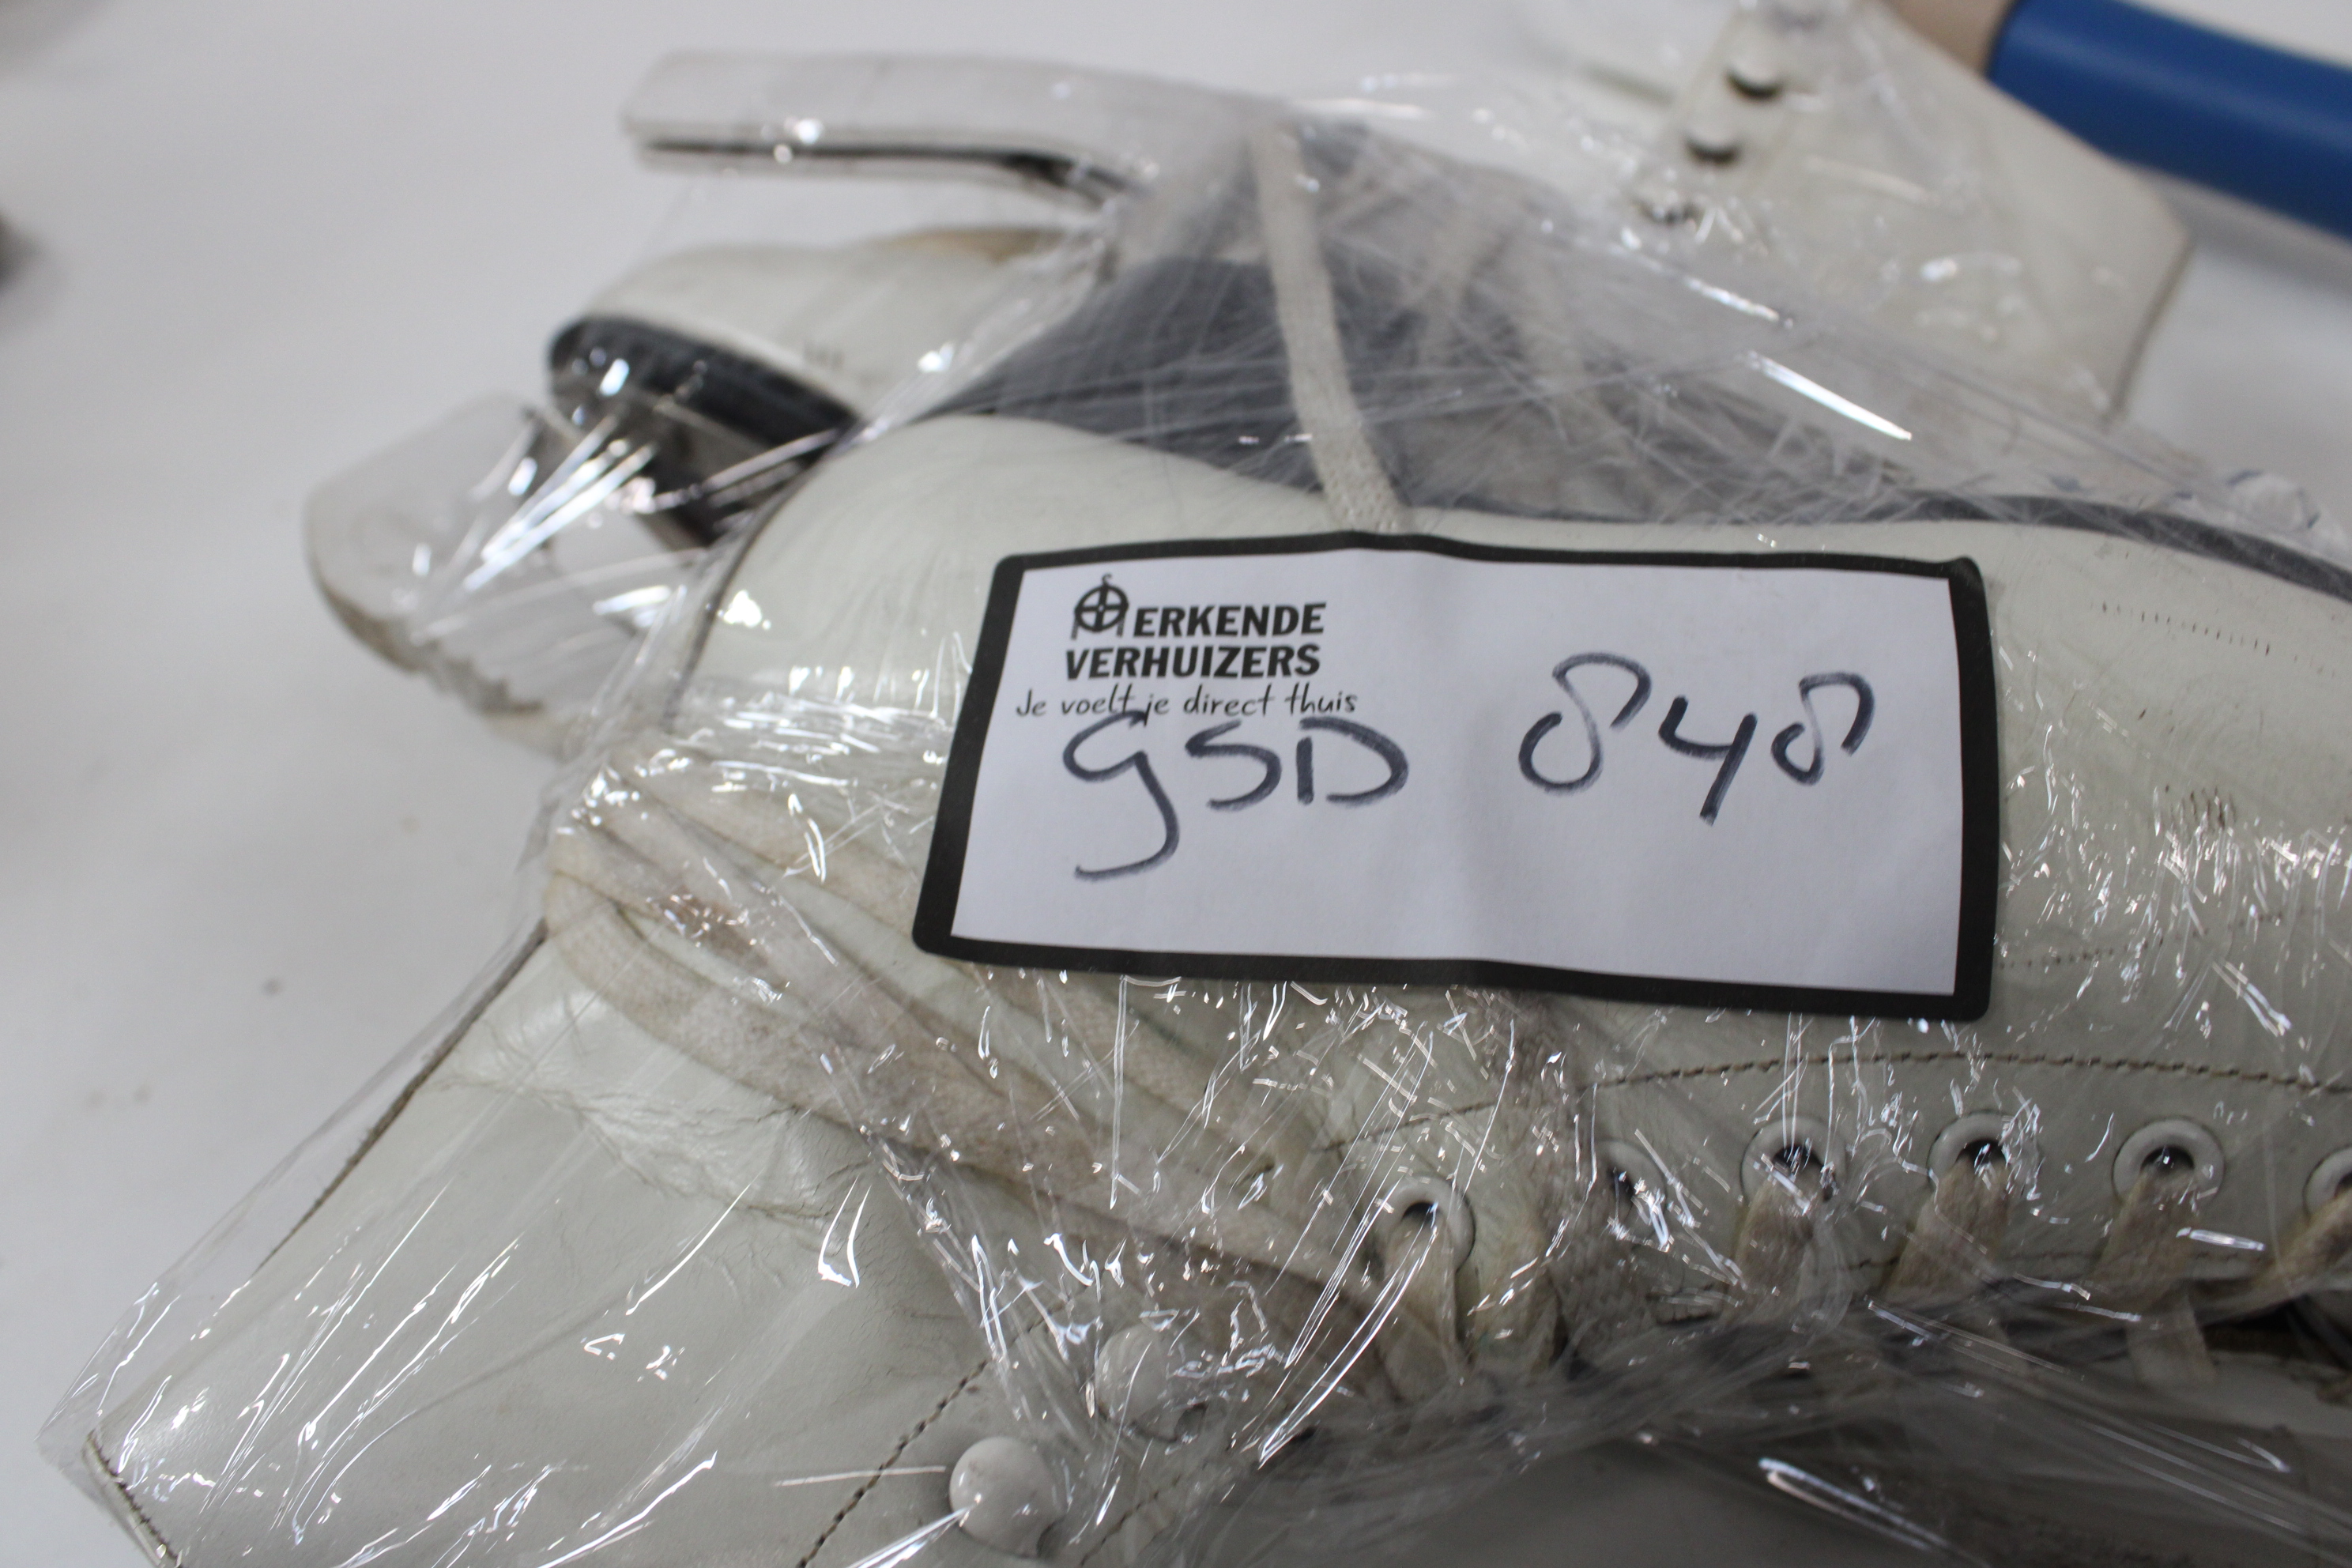 ERKENDE
VERHUIZERS
Je voelt je direct thuis
GSD 848